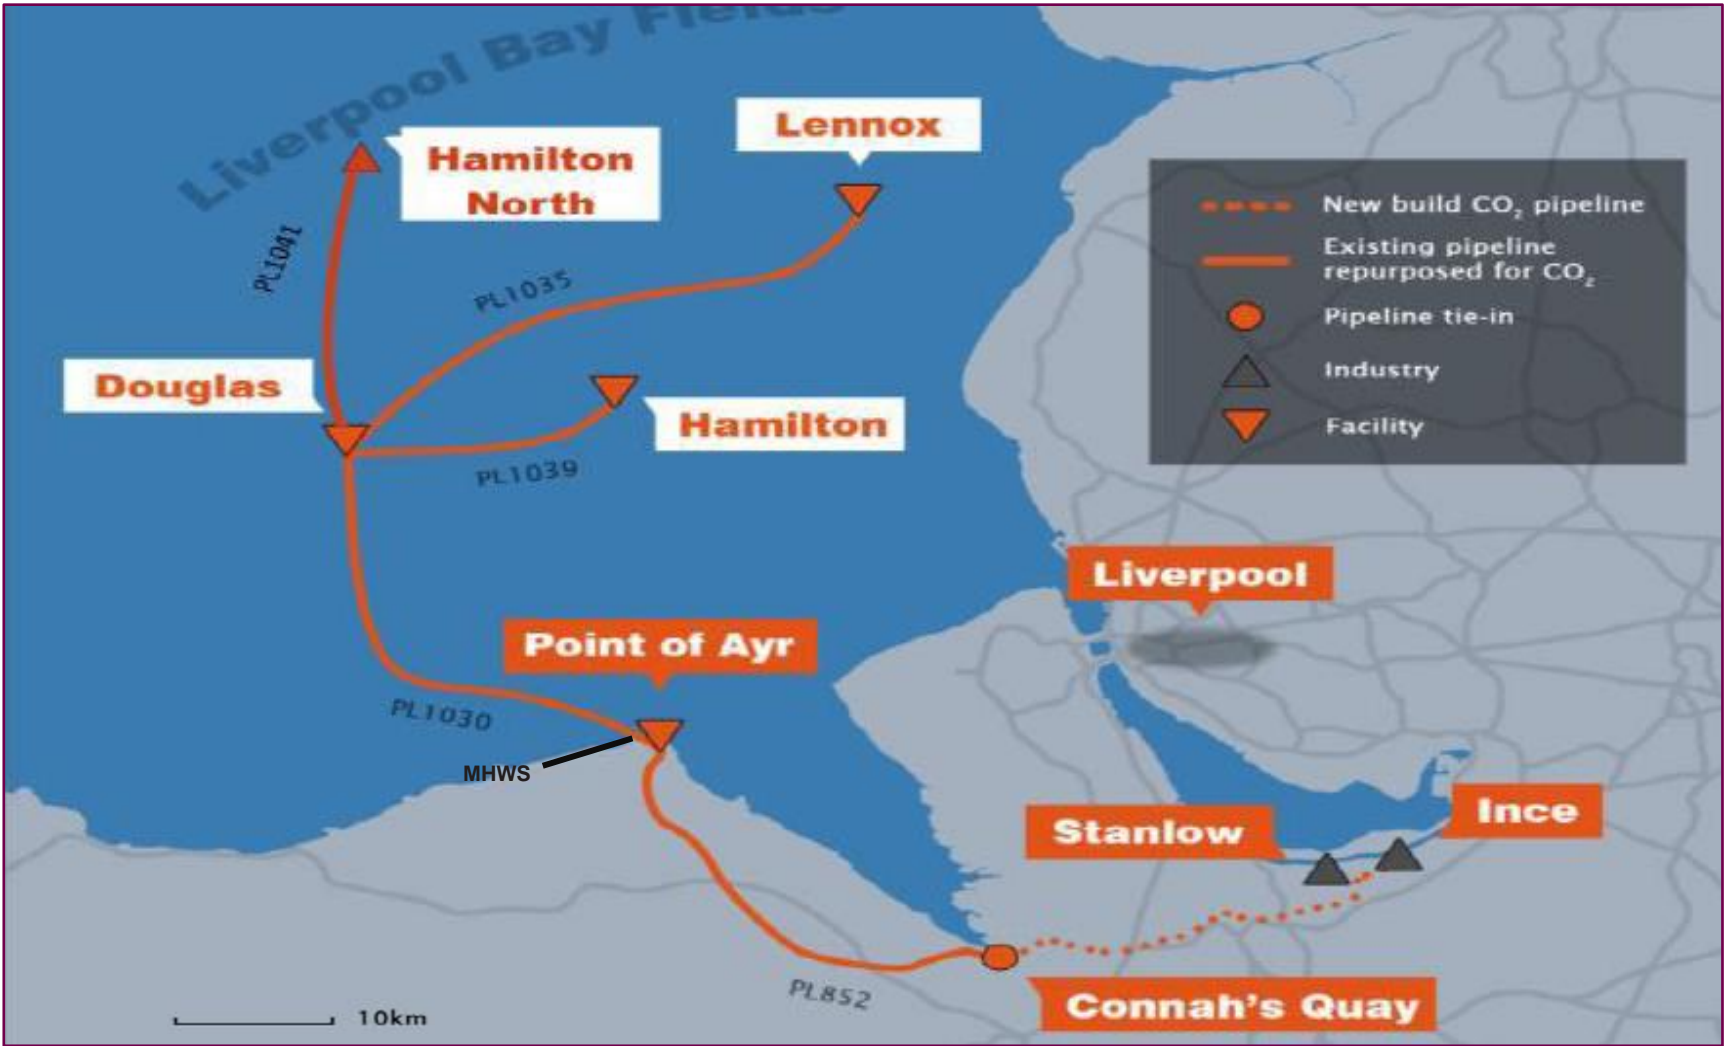 Liverpool Bay Fields
Lennox
Hamilton
North
PL1041
PL1035
New build CO₂ pipeline
Existing pipeline
repurposed for CO₂
Pipeline tie-in
Industry
Facility
Douglas
Hamilton
PL1039
Liverpool
Point of Ayr
PL1030
MHWS
Stanlow
Ince
PL852
Connah's Quay
10km